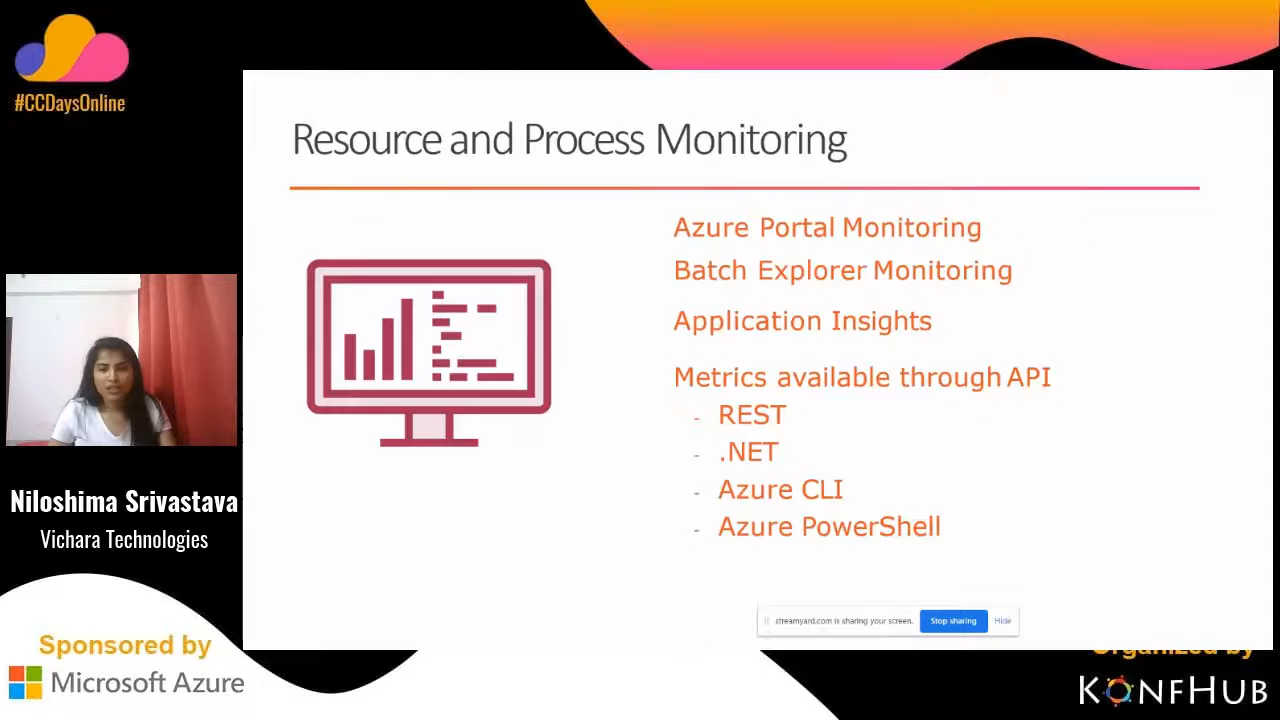 #CCDaysOnline
Resource and Process Monitoring
Azure Portal Monitoring
Batch Explorer Monitoring
Application Insights
Metrics available through API
- REST
- .NET
- Azure CLI
- Azure PowerShell
Niloshima Srivastava
Vichara Technologies
streamyard.com is sharing your screen.
Stop sharing
Hide
Sponsored by
Microsoft Azure
Organized by
KONFHUB